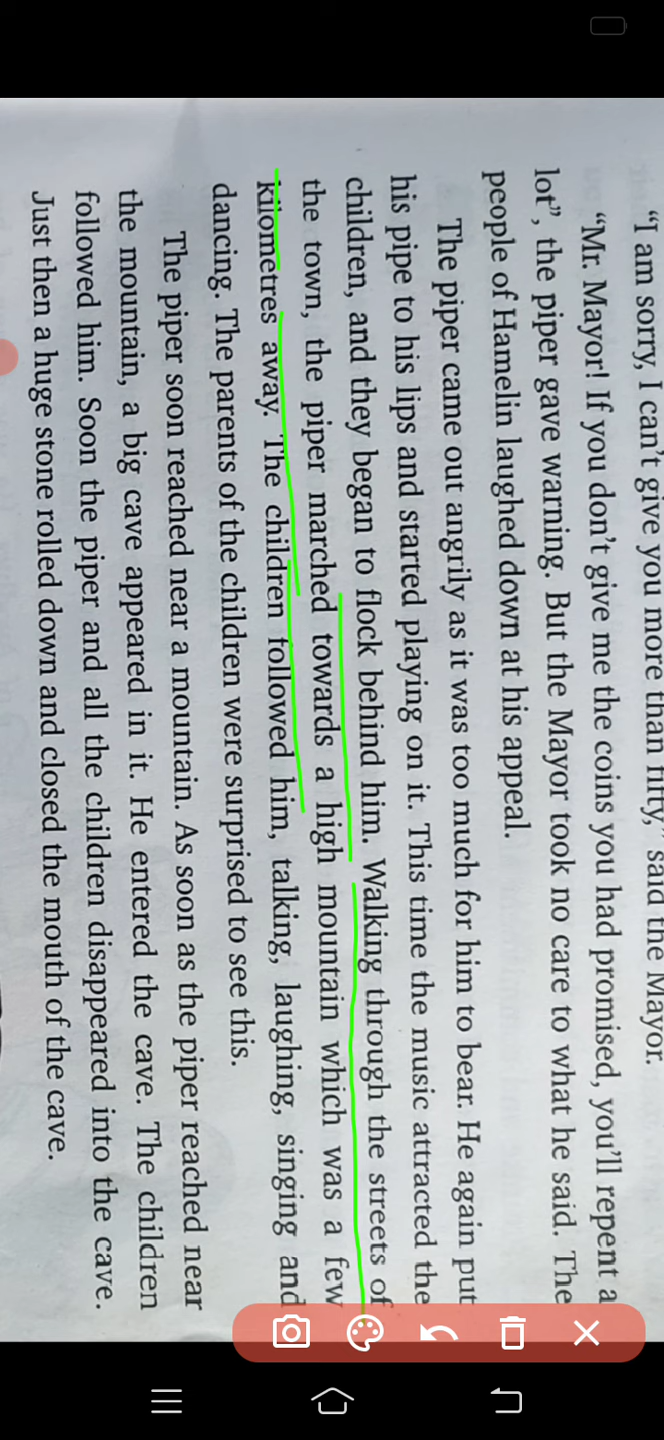 “I am sorry, I can’t give you more than fifty,” said the Mayor.
“Mr. Mayor! If you don’t give me the coins you had promised, you’ll repent a
lot”, the piper gave warning. But the Mayor took no care to what he said. The
people of Hamelin laughed down at his appeal.
The piper came out angrily as it was too much for him to bear. He again put
his pipe to his lips and started playing on it. This time the music attracted the
children, and they began to flock behind him. Walking through the streets of
the town, the piper marched towards a high mountain which was a few
kilometres away. The children followed him, talking, laughing, singing and
dancing. The parents of the children were surprised to see this.
The piper soon reached near a mountain. As soon as the piper reached near
the mountain, a big cave appeared in it. He entered the cave. The children
followed him. Soon the piper and all the children disappeared into the cave.
Just then a huge stone rolled down and closed the mouth of the cave.